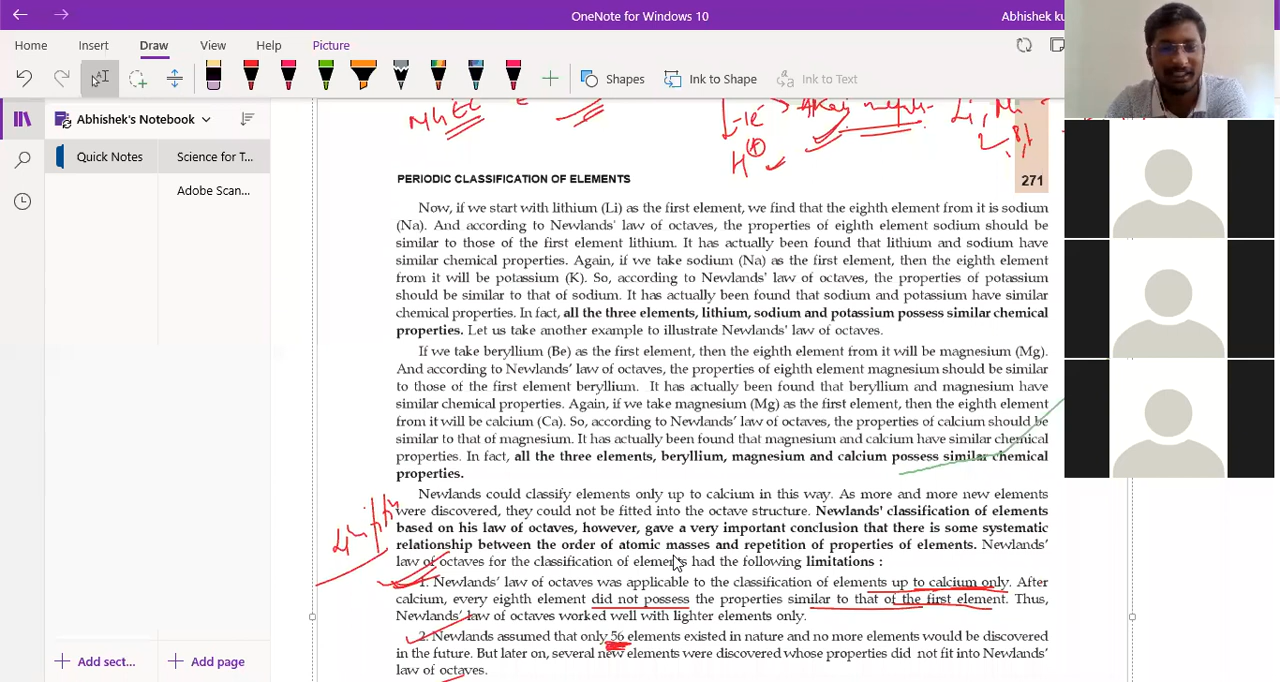 OneNote for Windows 10
Abhishek ku
Home Insert Draw View Help Picture
Shapes Ink to Shape Ink to Text
Abhishek's Notebook
Quick Notes
Science for T...
Adobe Scan...
Li
H
PERIODIC CLASSIFICATION OF ELEMENTS
271
Now, if we start with lithium (Li) as the first element, we find that the eighth element from it is sodium
(Na). And according to Newlands' law of octaves, the properties of eighth element sodium should be
similar to those of the first element lithium. It has actually been found that lithium and sodium have
similar chemical properties. Again, if we take sodium (Na) as the first element, then the eighth element
from it will be potassium (K). So, according to Newlands' law of octaves, the properties of potassium
should be similar to that of sodium. It has actually been found that sodium and potassium have similar
chemical properties. In fact, all the three elements, lithium, sodium and potassium possess similar chemical
properties. Let us take another example to illustrate Newlands' law of octaves.
If we take beryllium (Be) as the first element, then the eighth element from it will be magnesium (Mg).
And according to Newlands' law of octaves, the properties of eighth element magnesium should be similar
to those of the first element beryllium. It has actually been found that beryllium and magnesium have
similar chemical properties. Again, if we take magnesium (Mg) as the first element, then the eighth element
from it will be calcium (Ca). So, according to Newlands' law of octaves, the properties of calcium should be
similar to that of magnesium. It has actually been found that magnesium and calcium have similar chemical
properties. In fact, all the three elements, beryllium, magnesium and calcium possess similar chemical
properties.
Newlands could classify elements only up to calcium in this way. As more and more new elements
were discovered, they could not be fitted into the octave structure. Newlands' classification of elements
based on his law of octaves, however, gave a very important conclusion that there is some systematic
relationship between the order of atomic masses and repetition of properties of elements. Newlands'
law of octaves for the classification of elements had the following limitations :
1. Newlands' law of octaves was applicable to the classification of elements up to calcium only. After
calcium, every eighth element did not possess the properties similar to that of the first element. Thus,
Newlands' law of octaves worked well with lighter elements only.
2. Newlands assumed that only 56 elements existed in nature and no more elements would be discovered
in the future. But later on, several new elements were discovered whose properties did not fit into Newlands'
law of octaves.
Add sect... Add page